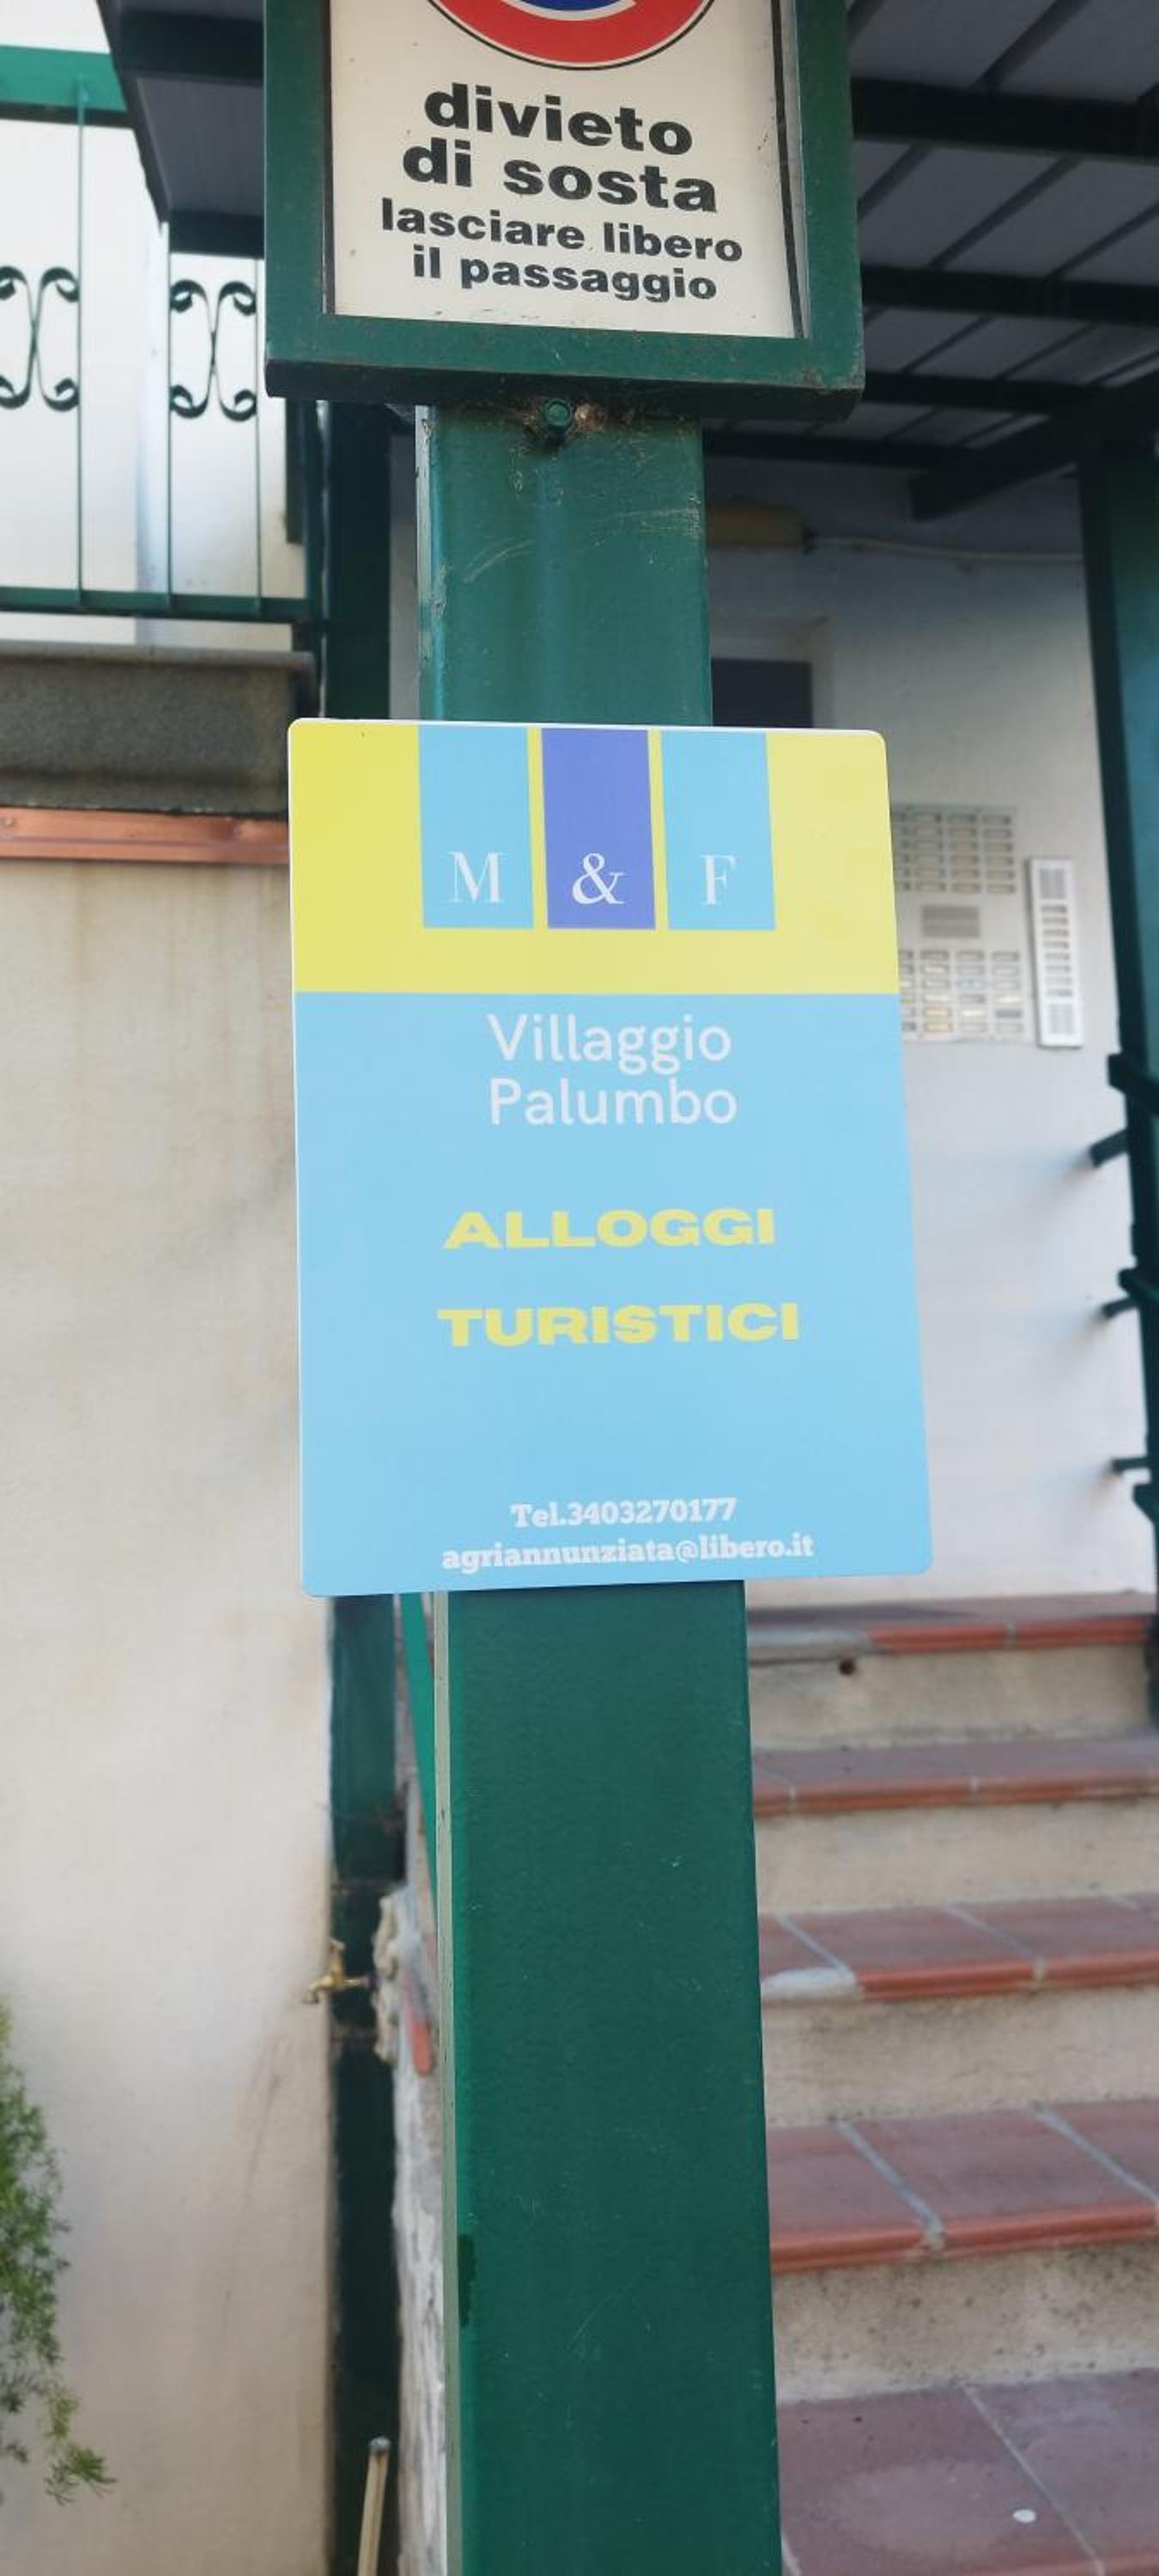 divieto
di sosta
lasciare libero
il passaggio
M & F
Villaggio
Palumbo
ALLOGGI
TURISTICI
Tel.3403270177
agriannunziata@libero.it